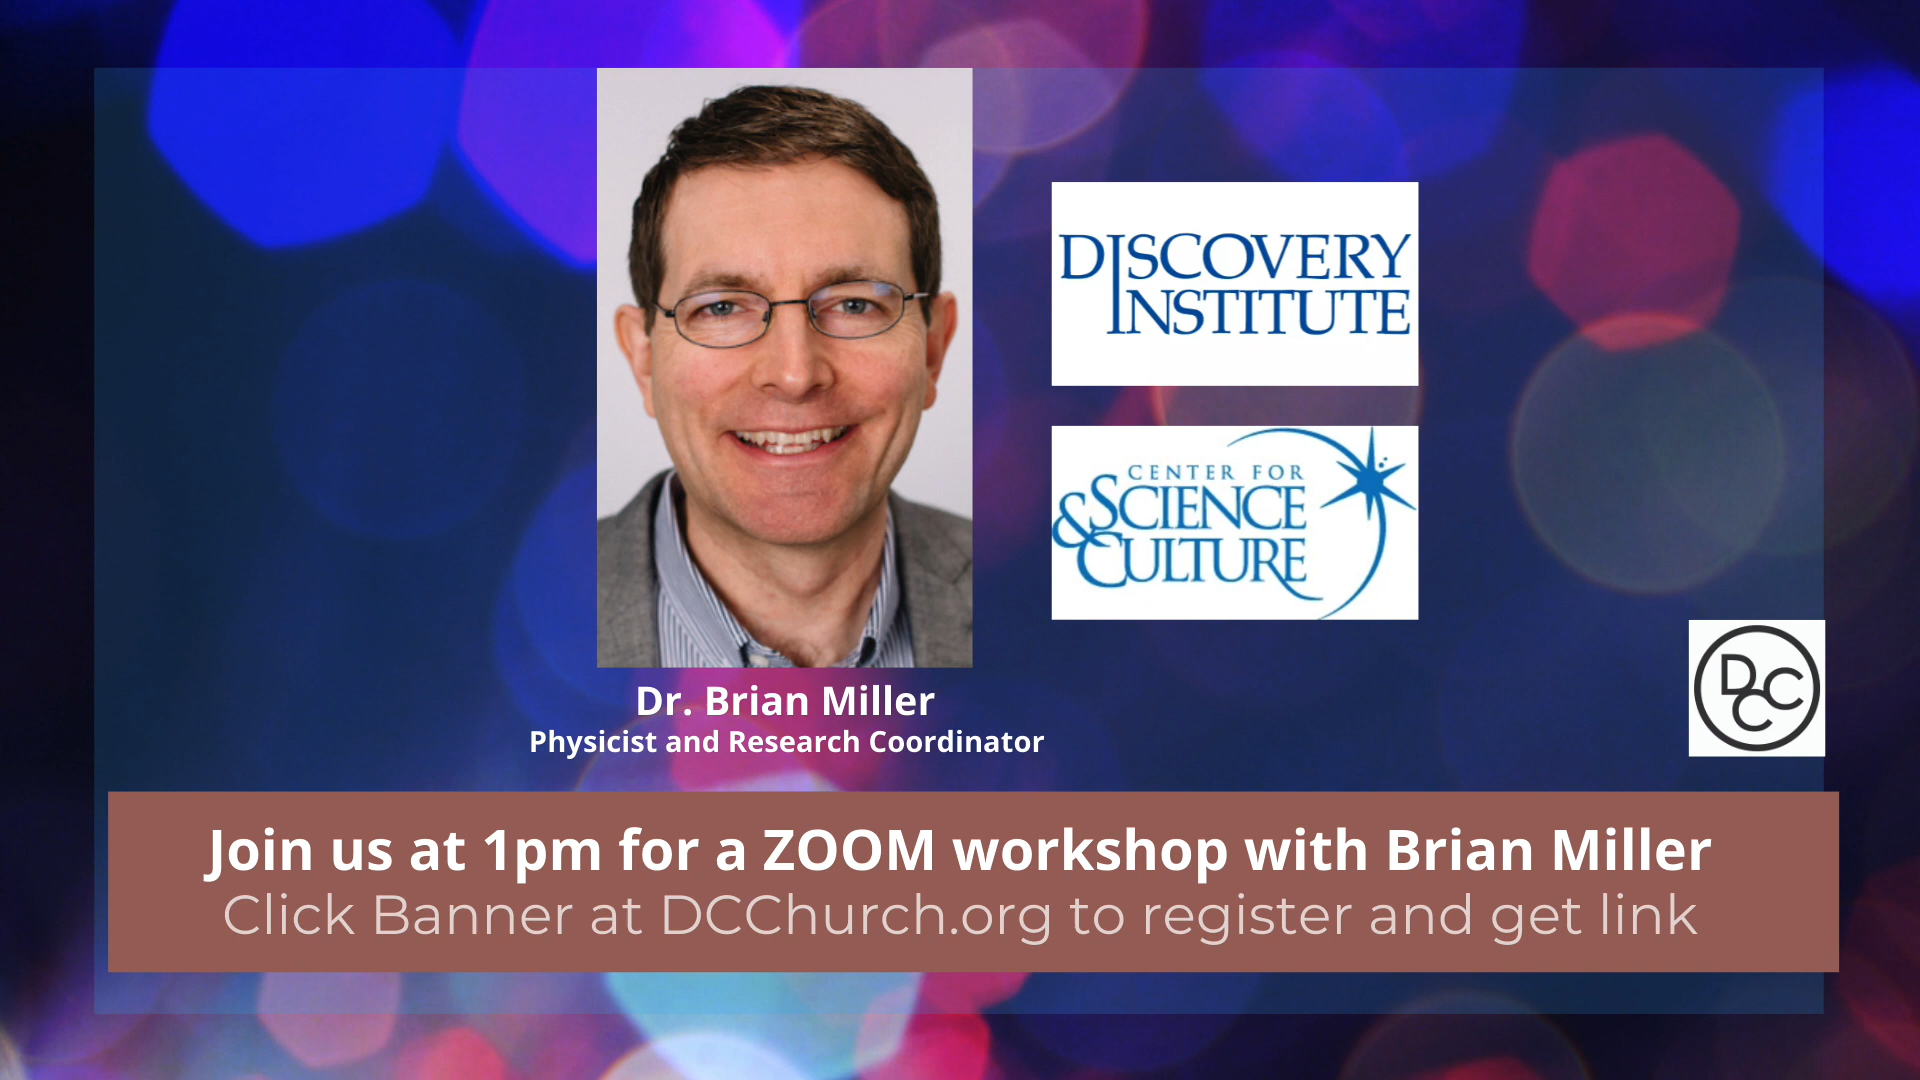 DISCOVERY
INSTITUTE
CENTER FOR
SCIENCE
& CULTURE
DCC
Dr. Brian Miller
Physicist and Research Coordinator
Join us at 1pm for a ZOOM workshop with Brian Miller
Click Banner at DCChurch.org to register and get link